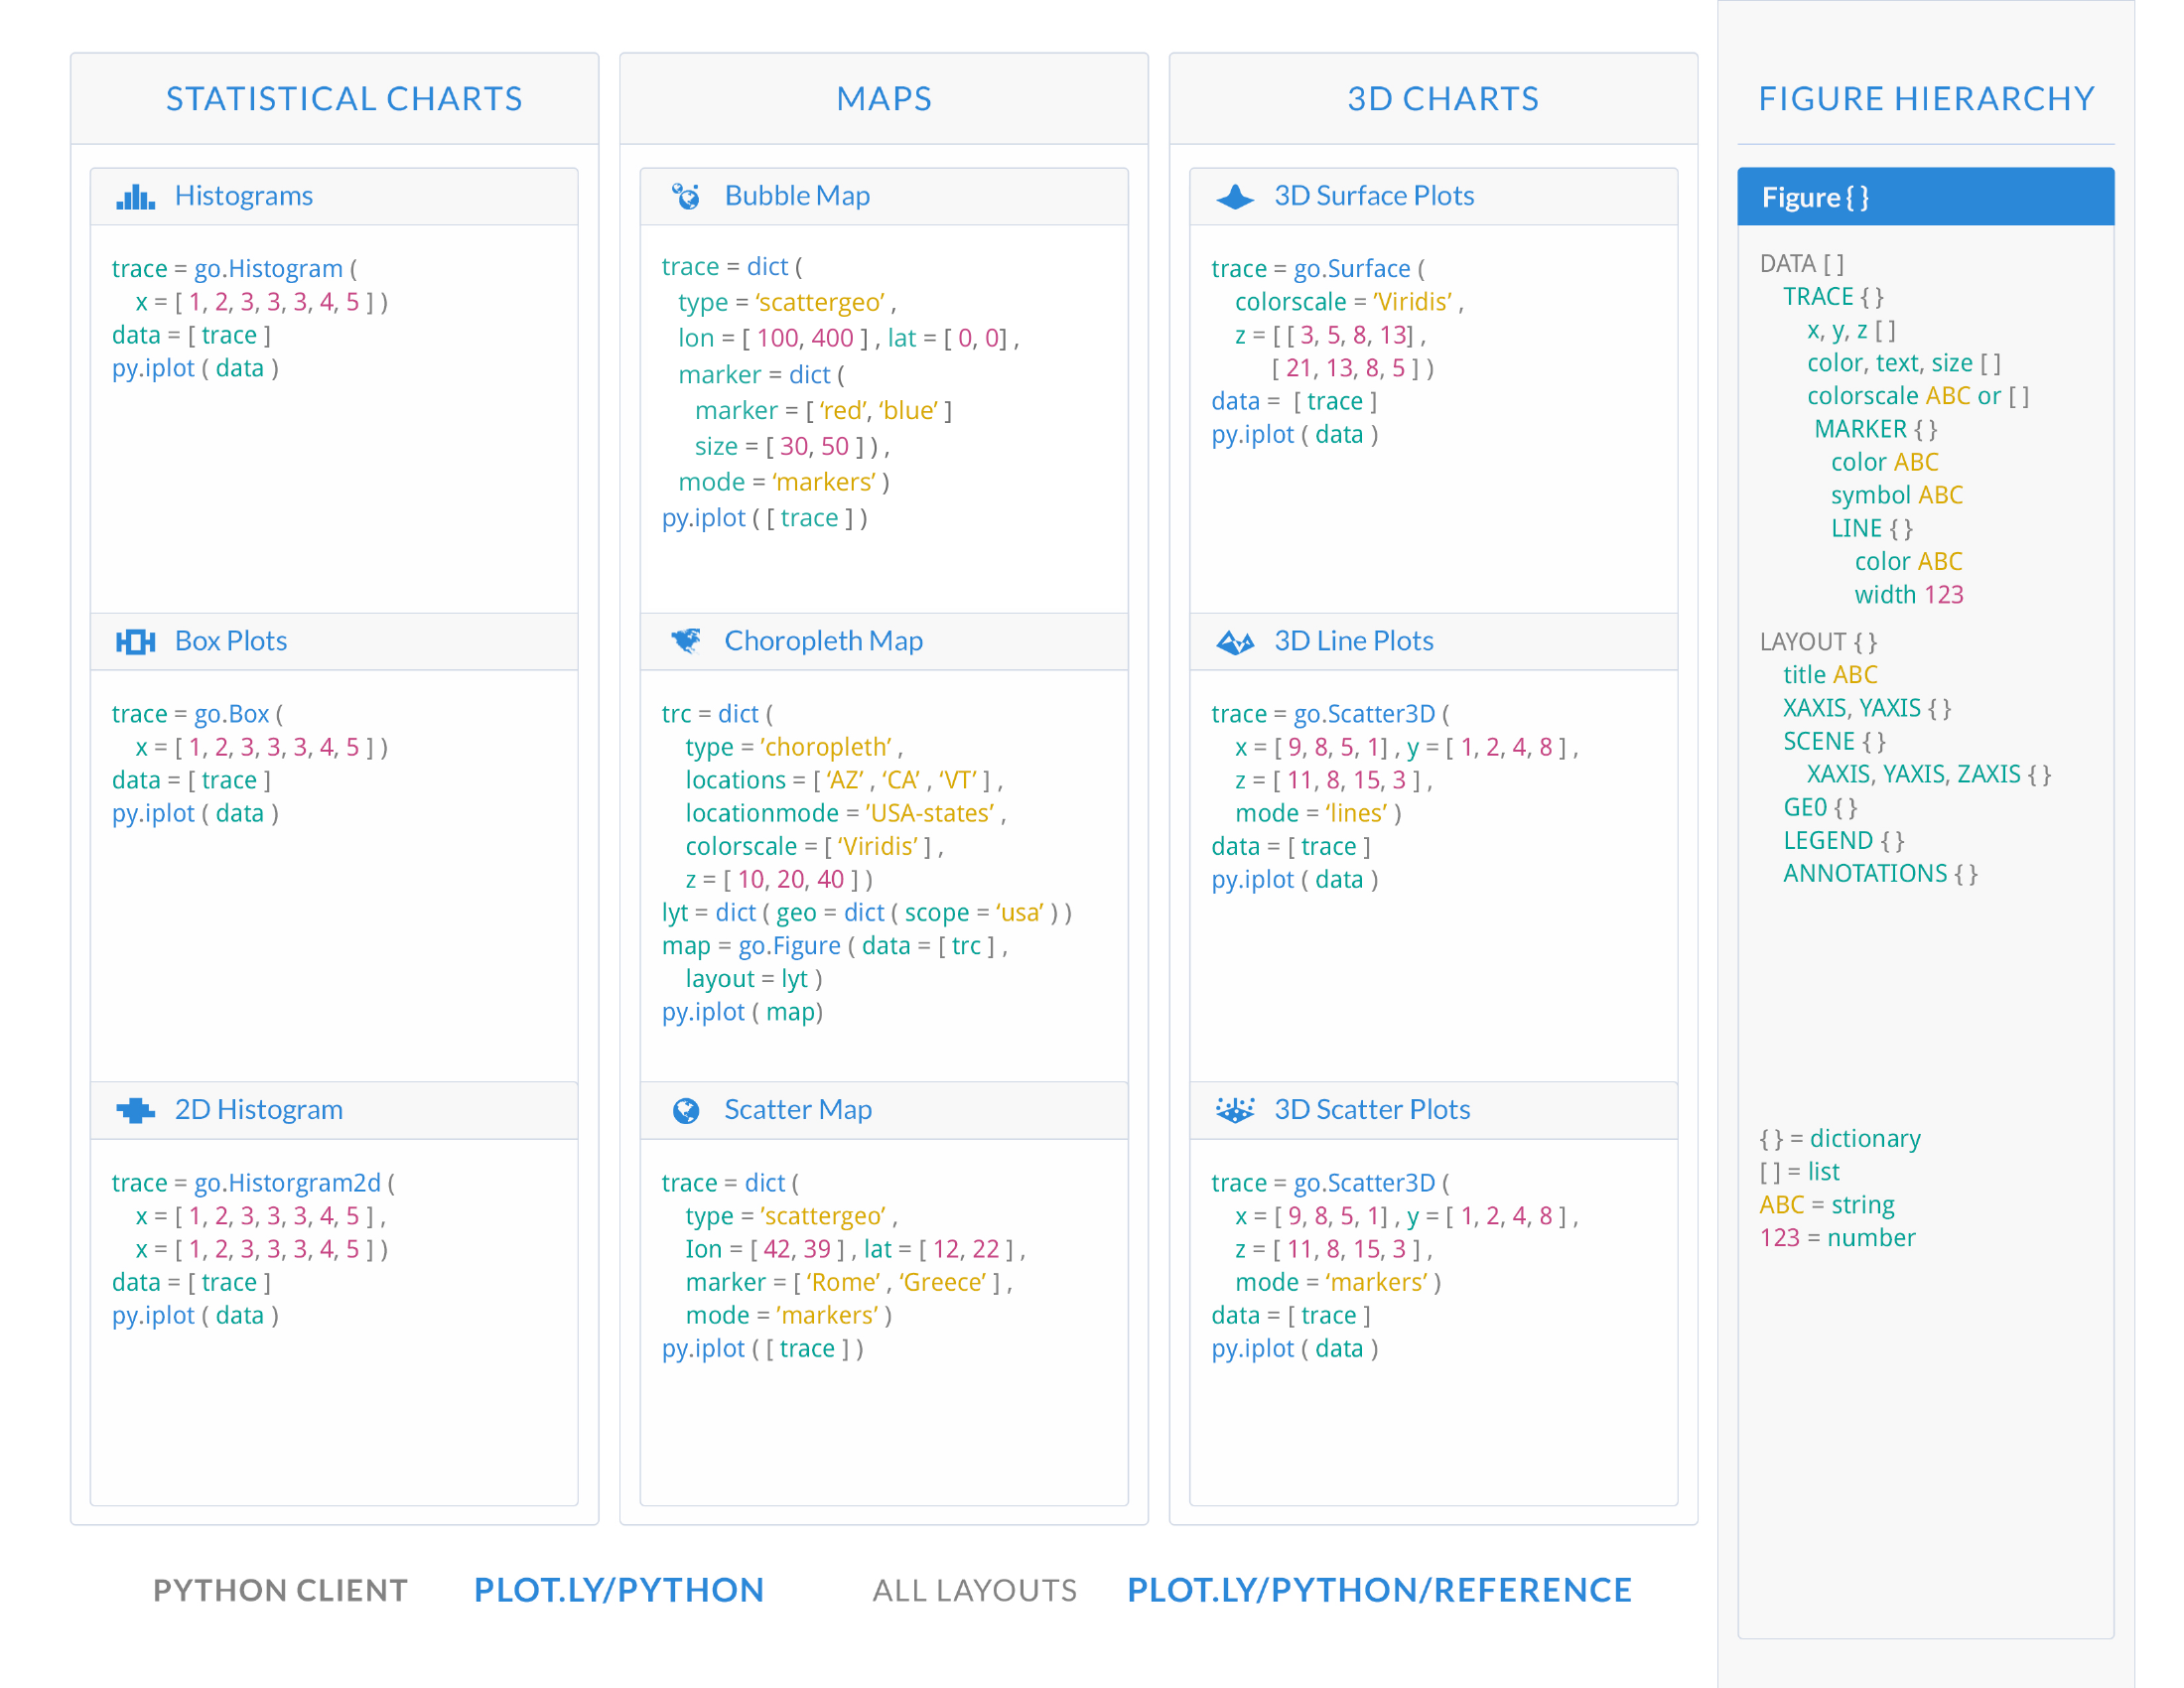 STATISTICAL CHARTS
Histograms
trace = go.Histogram (
x = [ 1, 2, 3, 3, 3, 4, 5 ] )
data = [ trace ]
py.iplot ( data )
Box Plots
trace = go.Box (
x = [ 1, 2, 3, 3, 3, 4, 5 ] )
data = [ trace ]
py.iplot ( data )
2D Histogram
trace = go.Historgram2d (
x = [ 1, 2, 3, 3, 3, 4, 5 ] ,
x = [ 1, 2, 3, 3, 3, 4, 5 ] )
data = [ trace ]
py.iplot ( data )
MAPS
Bubble Map
trace = dict (
type = ‘scattergeo’ ,
lon = [ 100, 400 ] , lat = [ 0, 0] ,
marker = dict (
marker = [ ‘red’, ‘blue’ ]
size = [ 30, 50 ] ) ,
mode = ‘markers’ )
py.iplot ( [ trace ] )
Choropleth Map
trc = dict (
type = ’choropleth’ ,
locations = [ ‘AZ’ , ‘CA’ , ‘VT’ ] ,
locationmode = ’USA-states’ ,
colorscale = [ ‘Viridis’ ] ,
z = [ 10, 20, 40 ] )
lyt = dict ( geo = dict ( scope = ‘usa’ ) )
map = go.Figure ( data = [ trc ] ,
layout = lyt )
py.iplot ( map)
Scatter Map
trace = dict (
type = ’scattergeo’ ,
Ion = [ 42, 39 ] , lat = [ 12, 22 ] ,
marker = [ ‘Rome’ , ‘Greece’ ] ,
mode = ’markers’ )
py.iplot ( [ trace ] )
3D CHARTS
3D Surface Plots
trace = go.Surface (
colorscale = ’Viridis’ ,
z = [ [ 3, 5, 8, 13] ,
[ 21, 13, 8, 5 ] )
data = [ trace ]
py.iplot ( data )
3D Line Plots
trace = go.Scatter3D (
x = [ 9, 8, 5, 1] , y = [ 1, 2, 4, 8 ] ,
z = [ 11, 8, 15, 3 ] ,
mode = ‘lines’ )
data = [ trace ]
py.iplot ( data )
3D Scatter Plots
trace = go.Scatter3D (
x = [ 9, 8, 5, 1] , y = [ 1, 2, 4, 8 ] ,
z = [ 11, 8, 15, 3 ] ,
mode = ‘markers’ )
data = [ trace ]
py.iplot ( data )
FIGURE HIERARCHY
Figure { }
DATA [ ]
TRACE { }
x, y, z [ ]
color, text, size [ ]
colorscale ABC or [ ]
MARKER { }
color ABC
symbol ABC
LINE { }
color ABC
width 123
LAYOUT { }
title ABC
XAXIS, YAXIS { }
SCENE { }
XAXIS, YAXIS, ZAXIS { }
GE0 { }
LEGEND { }
ANNOTATIONS { }
{ } = dictionary
[ ] = list
ABC = string
123 = number
PYTHON CLIENT PLOT.LY/PYTHON ALL LAYOUTS PLOT.LY/PYTHON/REFERENCE